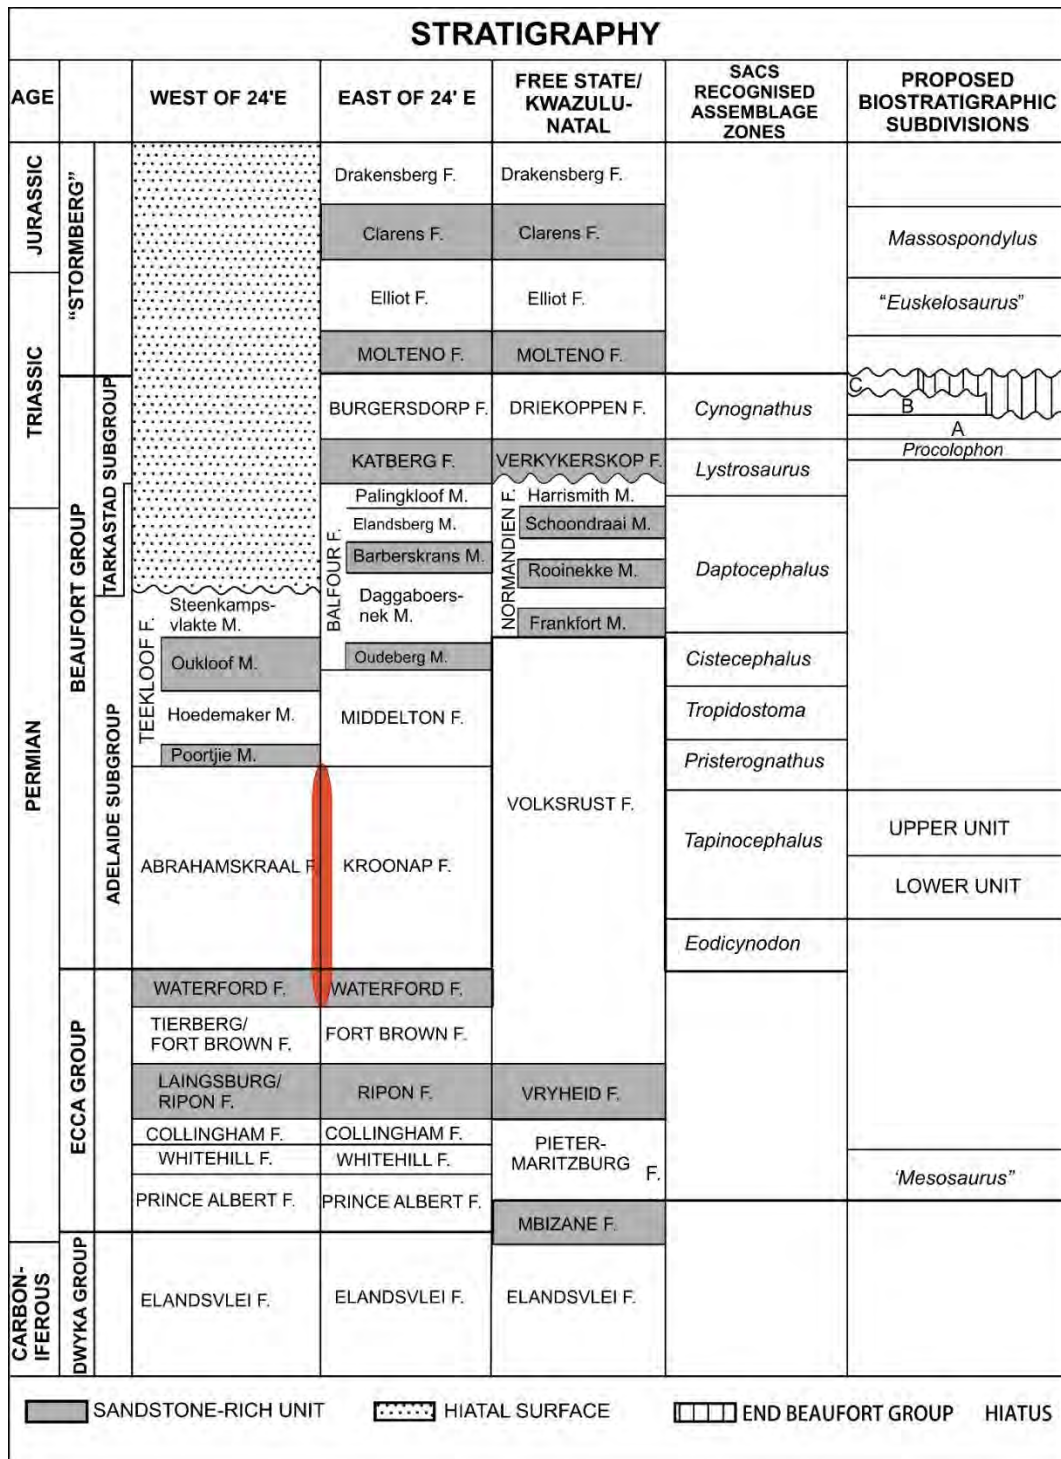 STRATIGRAPHY
AGE
WEST OF 24'E
EAST OF 24' E
FREE STATE/
KWAZULU-
NATAL
SACS
RECOGNISED
ASSEMBLAGE
ZONES
PROPOSED
BIOSTRATIGRAPHIC
SUBDIVISIONS
JURASSIC
TRIASSIC
PERMIAN
CARBON-
IFEROUS
"STORMBERG"
BEAUFORT GROUP
ECCA GROUP
DWYKA GROUP
TARKASTAD SUBGROUP
ADELAIDE SUBGROUP
TEEKLOOF F.
Steenkamps-
vlakte M.
Oukloof M.
Hoedemaker M.
Poortjie M.
ABRAHAMSKRAAL F.
WATERFORD F.
TIERBERG/
FORT BROWN F.
LAINGSBURG/
RIPON F.
COLLINGHAM F.
WHITEHILL F.
PRINCE ALBERT F.
ELANDSVLEI F.
Drakensberg F.
Clarens F.
Elliot F.
MOLTENO F.
BURGERSDORP F.
KATBERG F.
BALFOUR F.
Palingkloof M.
Elandsberg M.
Barberskrans M.
Daggaboers-
nek M.
Oudeberg M.
MIDDELTON F.
KROONAP F.
WATERFORD F.
FORT BROWN F.
RIPON F.
COLLINGHAM F.
WHITEHILL F.
PRINCE ALBERT F.
ELANDSVLEI F.
Drakensberg F.
Clarens F.
Elliot F.
MOLTENO F.
DRIEKOPPEN F.
VERKYKERSKOP F.
NORMANDIEN F.
Harrismith M.
Schoondraai M.
Rooinekke M.
Frankfort M.
VOLKSRUST F.
VRYHEID F.
PIETER-
MARITZBURG
F.
MBIZANE F.
ELANDSVLEI F.
Cynognathus
Lystrosaurus
Daptocephalus
Cistecephalus
Tropidostoma
Pristerognathus
Tapinocephalus
Eodicynodon
Massospondylus
"Euskelosaurus"
C
B
A
Procolophon
UPPER UNIT
LOWER UNIT
'Mesosaurus"
SANDSTONE-RICH UNIT
HIATAL SURFACE
END BEAUFORT GROUP HIATUS